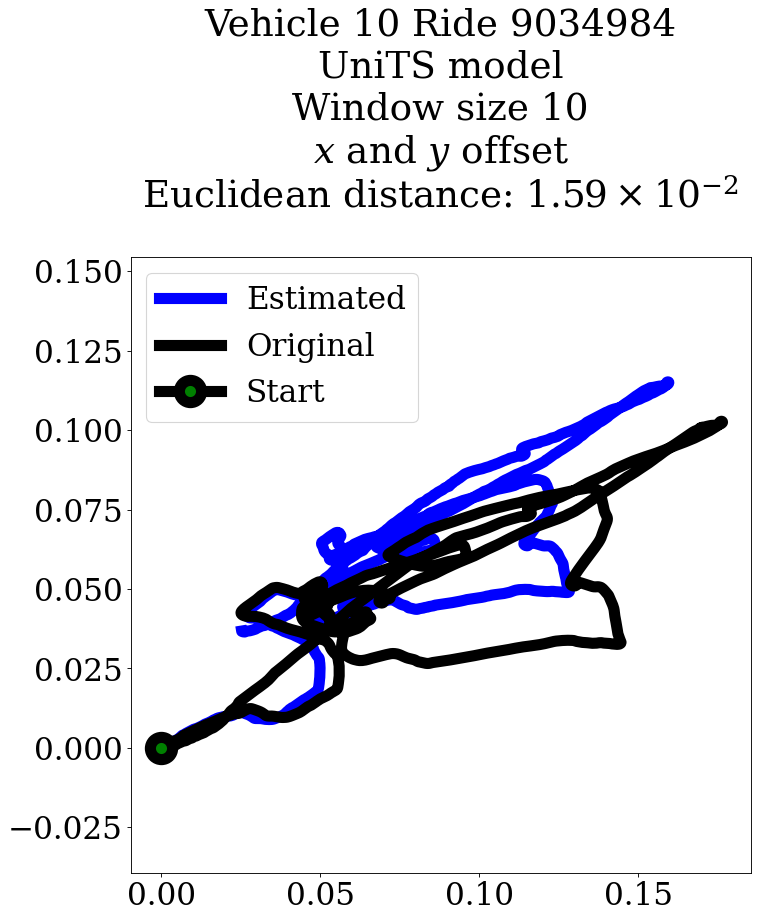 Vehicle 10 Ride 9034984
UniTS model
Window size 10
x and y offset
Euclidean distance: 1.59 × 10⁻²
0.150
0.125
0.100
0.075
0.050
0.025
0.000
−0.025
Estimated
Original
Start
0.00 0.05 0.10 0.15